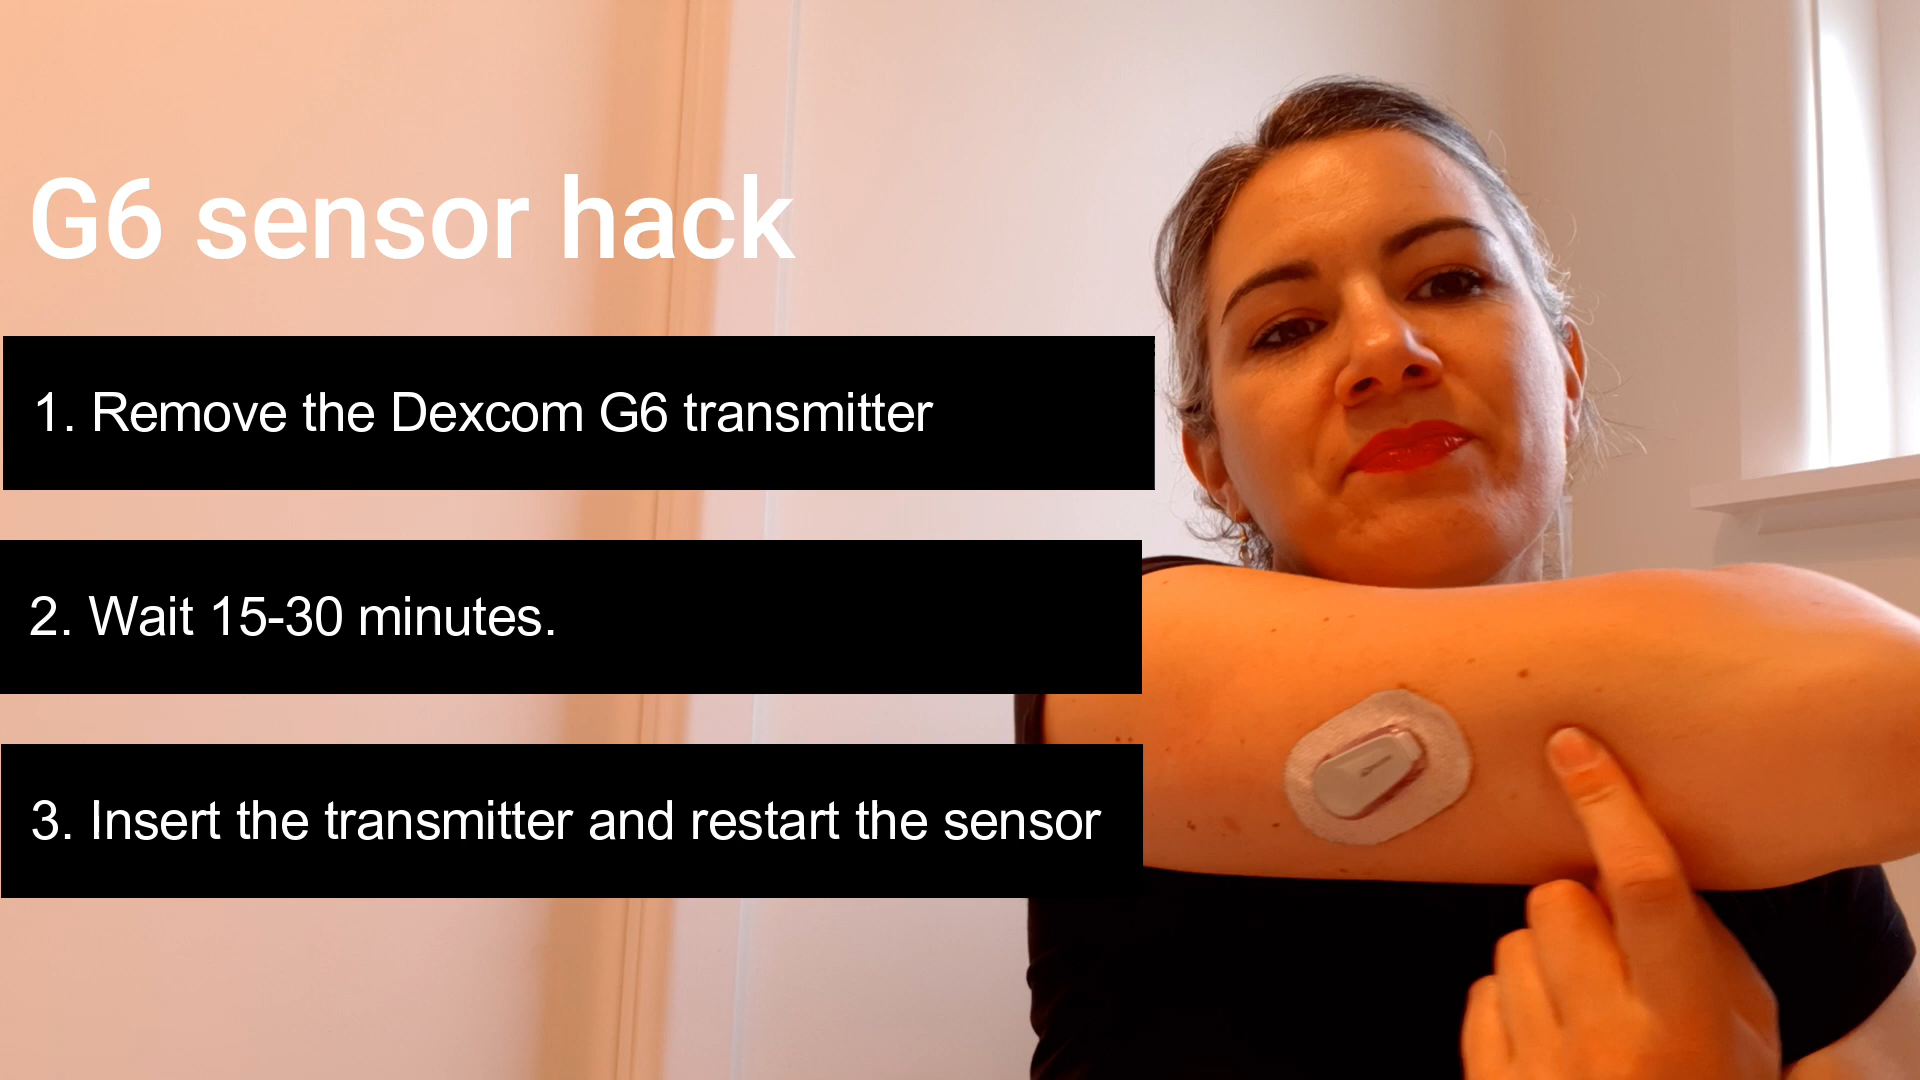 G6 sensor hack
1. Remove the Dexcom G6 transmitter
2. Wait 15-30 minutes.
3. Insert the transmitter and restart the sensor